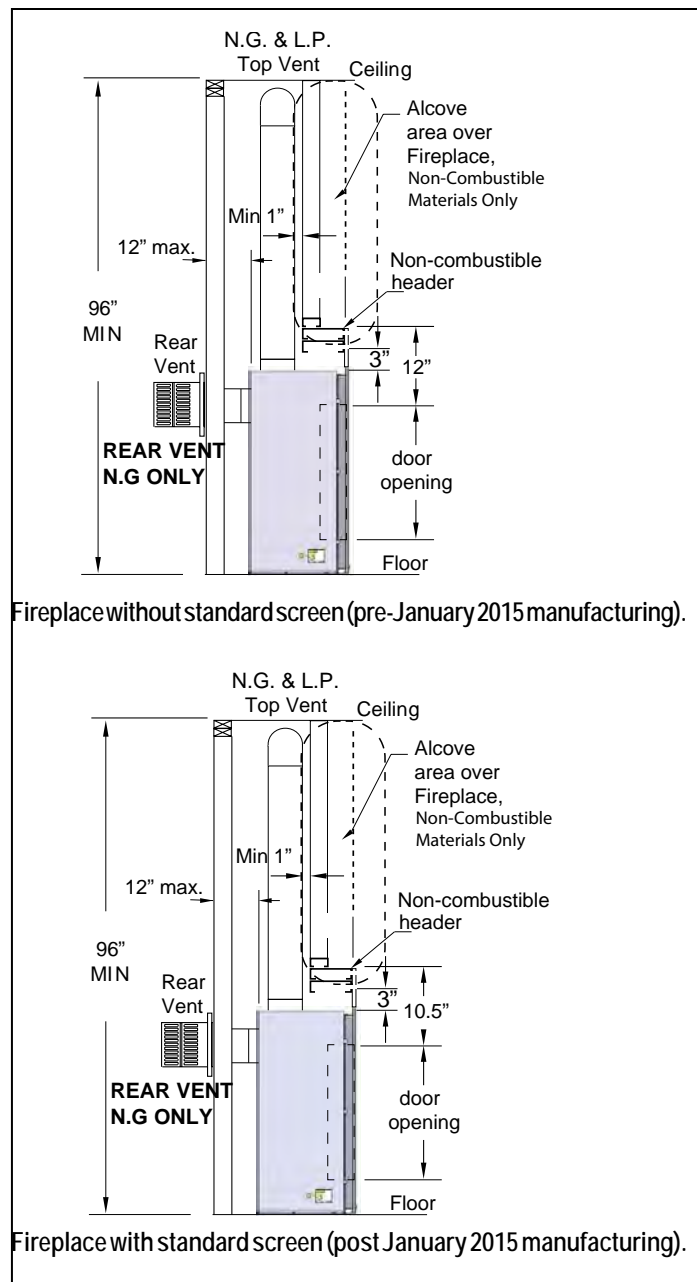 N.G. & L.P.
Top Vent
Ceiling
Alcove
area over
Fireplace,
Non-Combustible
Materials Only
Min 1"
12” max.
Non-combustible
header
96”
MIN
Rear
Vent
3”
12”
REAR VENT
N.G ONLY
door
opening
Floor
Fireplace without standard screen (pre-January 2015 manufacturing).
N.G. & L.P.
Top Vent
Ceiling
Alcove
area over
Fireplace,
Non-Combustible
Materials Only
Min 1"
12” max.
Non-combustible
header
96”
MIN
Rear
Vent
3”
10.5”
REAR VENT
N.G ONLY
door
opening
Floor
Fireplace with standard screen (post January 2015 manufacturing).